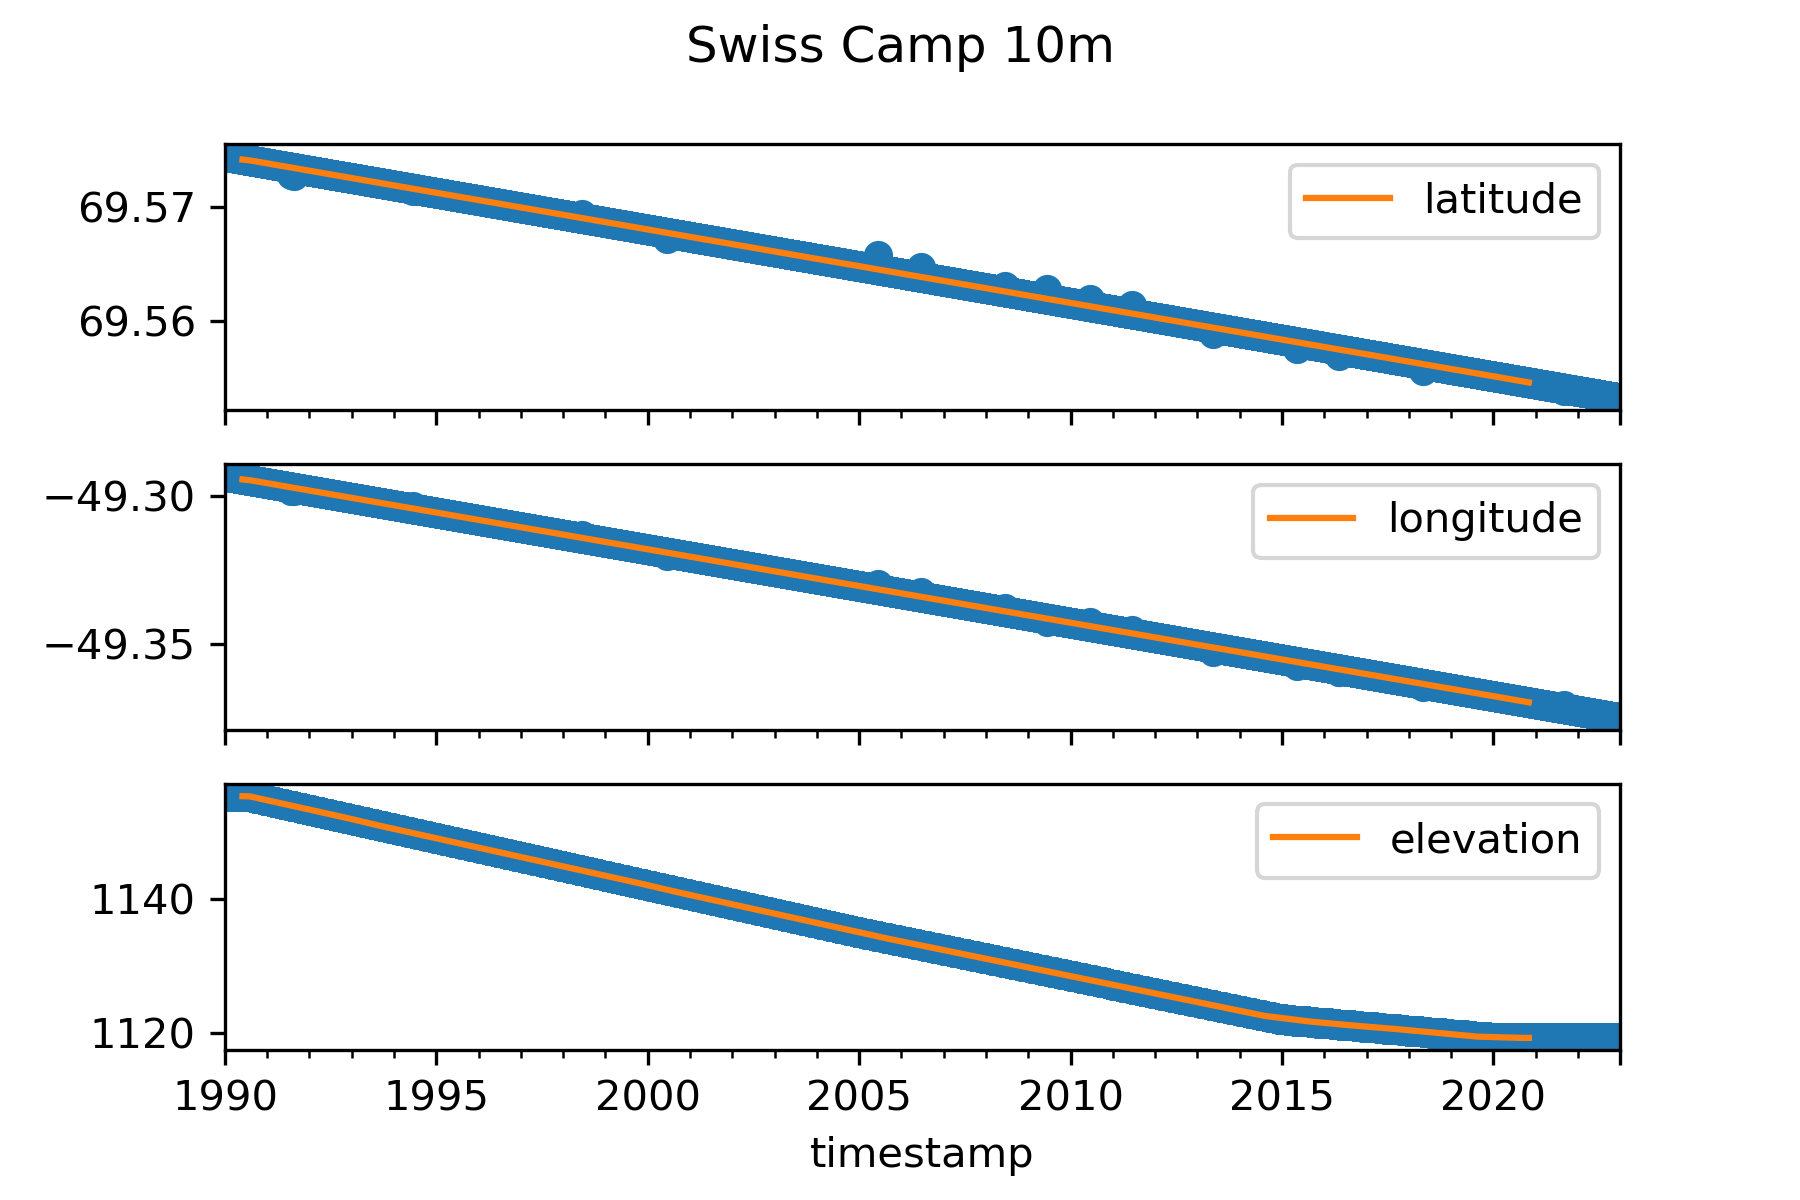 Swiss Camp 10m
69.57
69.56
latitude
−49.30
−49.35
longitude
1140
1120
elevation
1990 1995 2000 2005 2010 2015 2020
timestamp